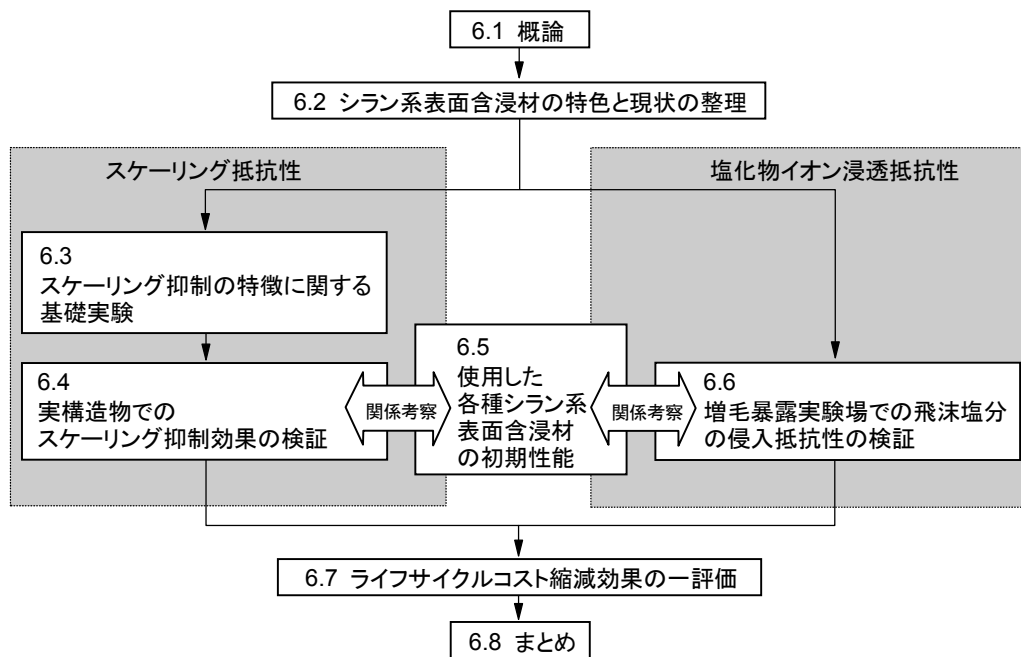 6.1 概論
6.2 シラン系表面含浸材の特色と現状の整理
スケーリング抵抗性
塩化物イオン浸透抵抗性
6.3
スケーリング抑制の特徴に関する
基礎実験
6.4
実構造物での
スケーリング抑制効果の検証
関係考察
6.5
使用した
各種シラン系
表面含浸材
の初期性能
関係考察
6.6
増毛暴露実験場での飛沫塩分
の侵入抵抗性の検証
6.7 ライフサイクルコスト縮減効果の一評価
6.8 まとめ